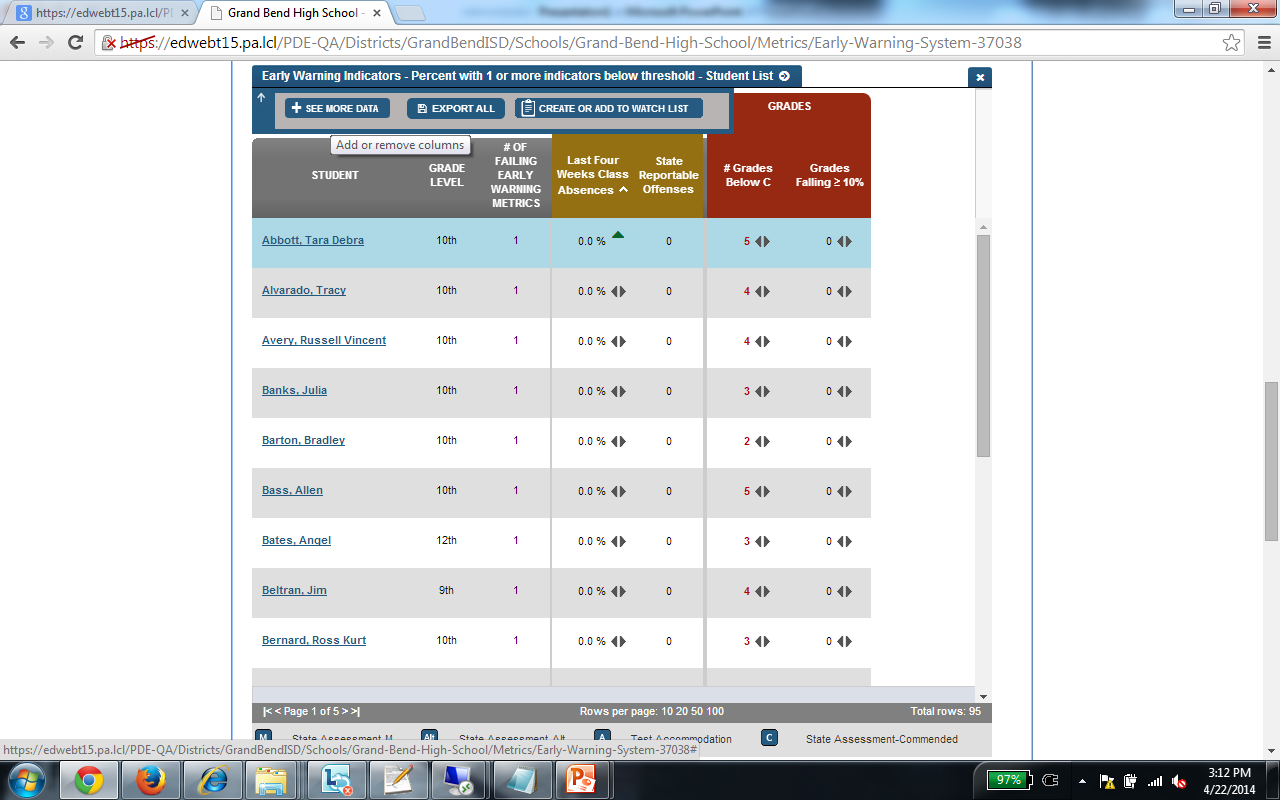 https://edwebt15.pa.lcl/PD
Grand Bend High School -
https://edwebt15.pa.lcl/PDE-QA/Districts/GrandBendISD/Schools/Grand-Bend-High-School/Metrics/Early-Warning-System-37038
Early Warning Indicators - Percent with 1 or more indicators below threshold - Student List
SEE MORE DATA EXPORT ALL CREATE OR ADD TO WATCH LIST
GRADES
Add or remove columns
STUDENT
GRADE
LEVEL
# OF
FAILING
EARLY
WARNING
METRICS
Last Four
Weeks Class
Absences
State
Reportable
Offenses
# Grades
Below C
Grades
Falling ≥ 10%
Abbott, Tara Debra 10th 1 0.0 % 0 5 0
Alvarado, Tracy 10th 1 0.0 % 0 4 0
Avery, Russell Vincent 10th 1 0.0 % 0 4 0
Banks, Julia 10th 1 0.0 % 0 3 0
Barton, Bradley 10th 1 0.0 % 0 2 0
Bass, Allen 10th 1 0.0 % 0 5 0
Bates, Angel 12th 1 0.0 % 0 3 0
Beltran, Jim 9th 1 0.0 % 0 4 0
Bernard, Ross Kurt 10th 1 0.0 % 0 3 0
|< < Page 1 of 5 > >| Rows per page: 10 20 50 100 Total rows: 95
M State Assessment-M Alt State Assessment-Alt A Test Accommodation C State Assessment-Commended
https://edwebt15.pa.lcl/PDE-QA/Districts/GrandBendISD/Schools/Grand-Bend-High-School/Metrics/Early-Warning-System-37038#
97%
3:12 PM
4/22/2014